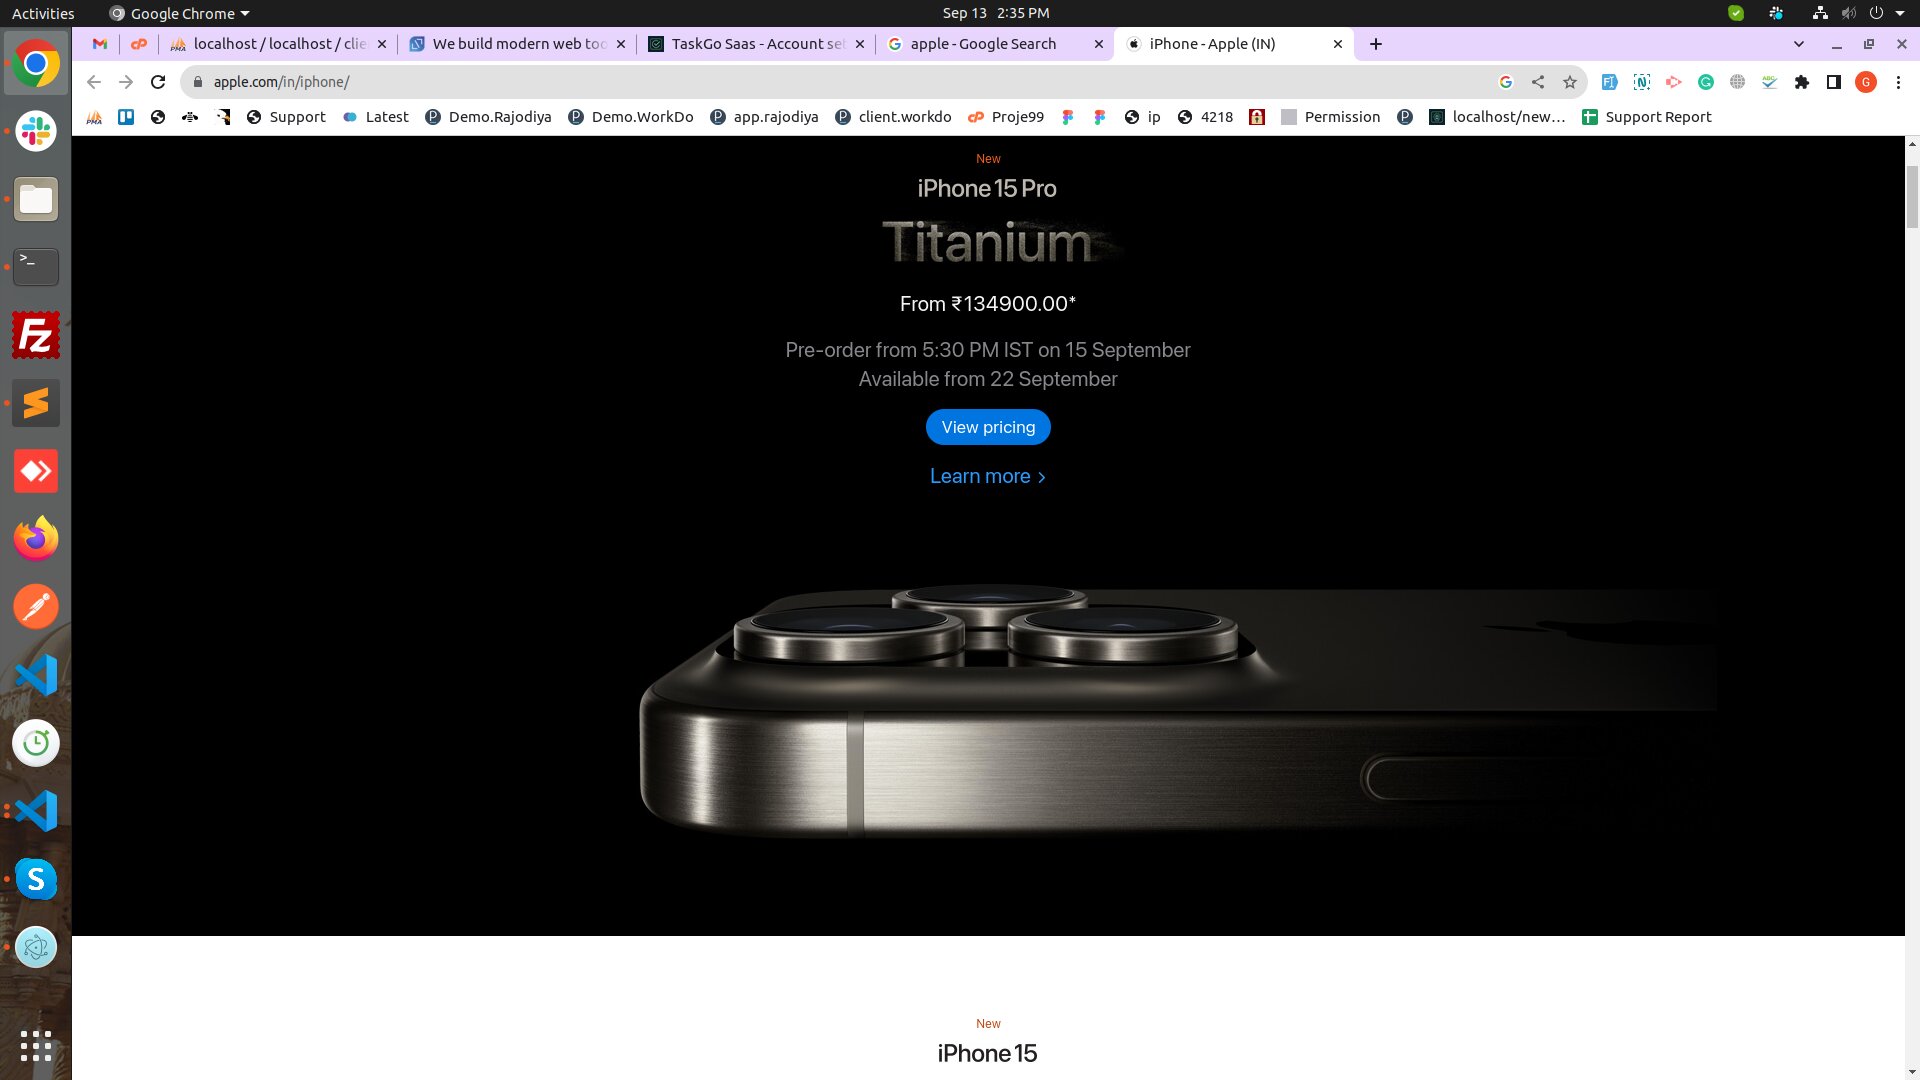 Activities
Google Chrome
Sep 13 2:35 PM
localhost / localhost / clie
We build modern web too
TaskGo Saas - Account set
apple - Google Search
iPhone - Apple (IN)
apple.com/in/iphone/
G
Support
Latest
Demo.Rajodiya
Demo.WorkDo
app.rajodiya
client.workdo
Proje99
ip
4218
Permission
localhost/new…
Support Report
New
iPhone 15 Pro
Titanium
From ₹134900.00*
Pre-order from 5:30 PM IST on 15 September
Available from 22 September
View pricing
Learn more >
New
iPhone 15